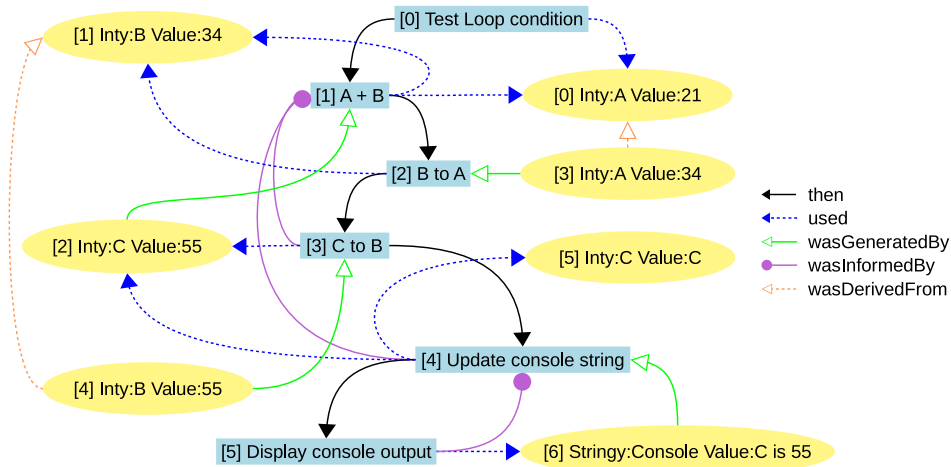 [0] Test Loop condition
[1] Inty:B Value:34
[1] A + B
[0] Inty:A Value:21
[2] B to A
[3] Inty:A Value:34
then
used
[2] Inty:C Value:55
[3] C to B
wasGeneratedBy
[5] Inty:C Value:C
wasInformedBy
wasDerivedFrom
[4] Update console string
[4] Inty:B Value:55
[5] Display console output
[6] Stringy:Console Value:C is 55